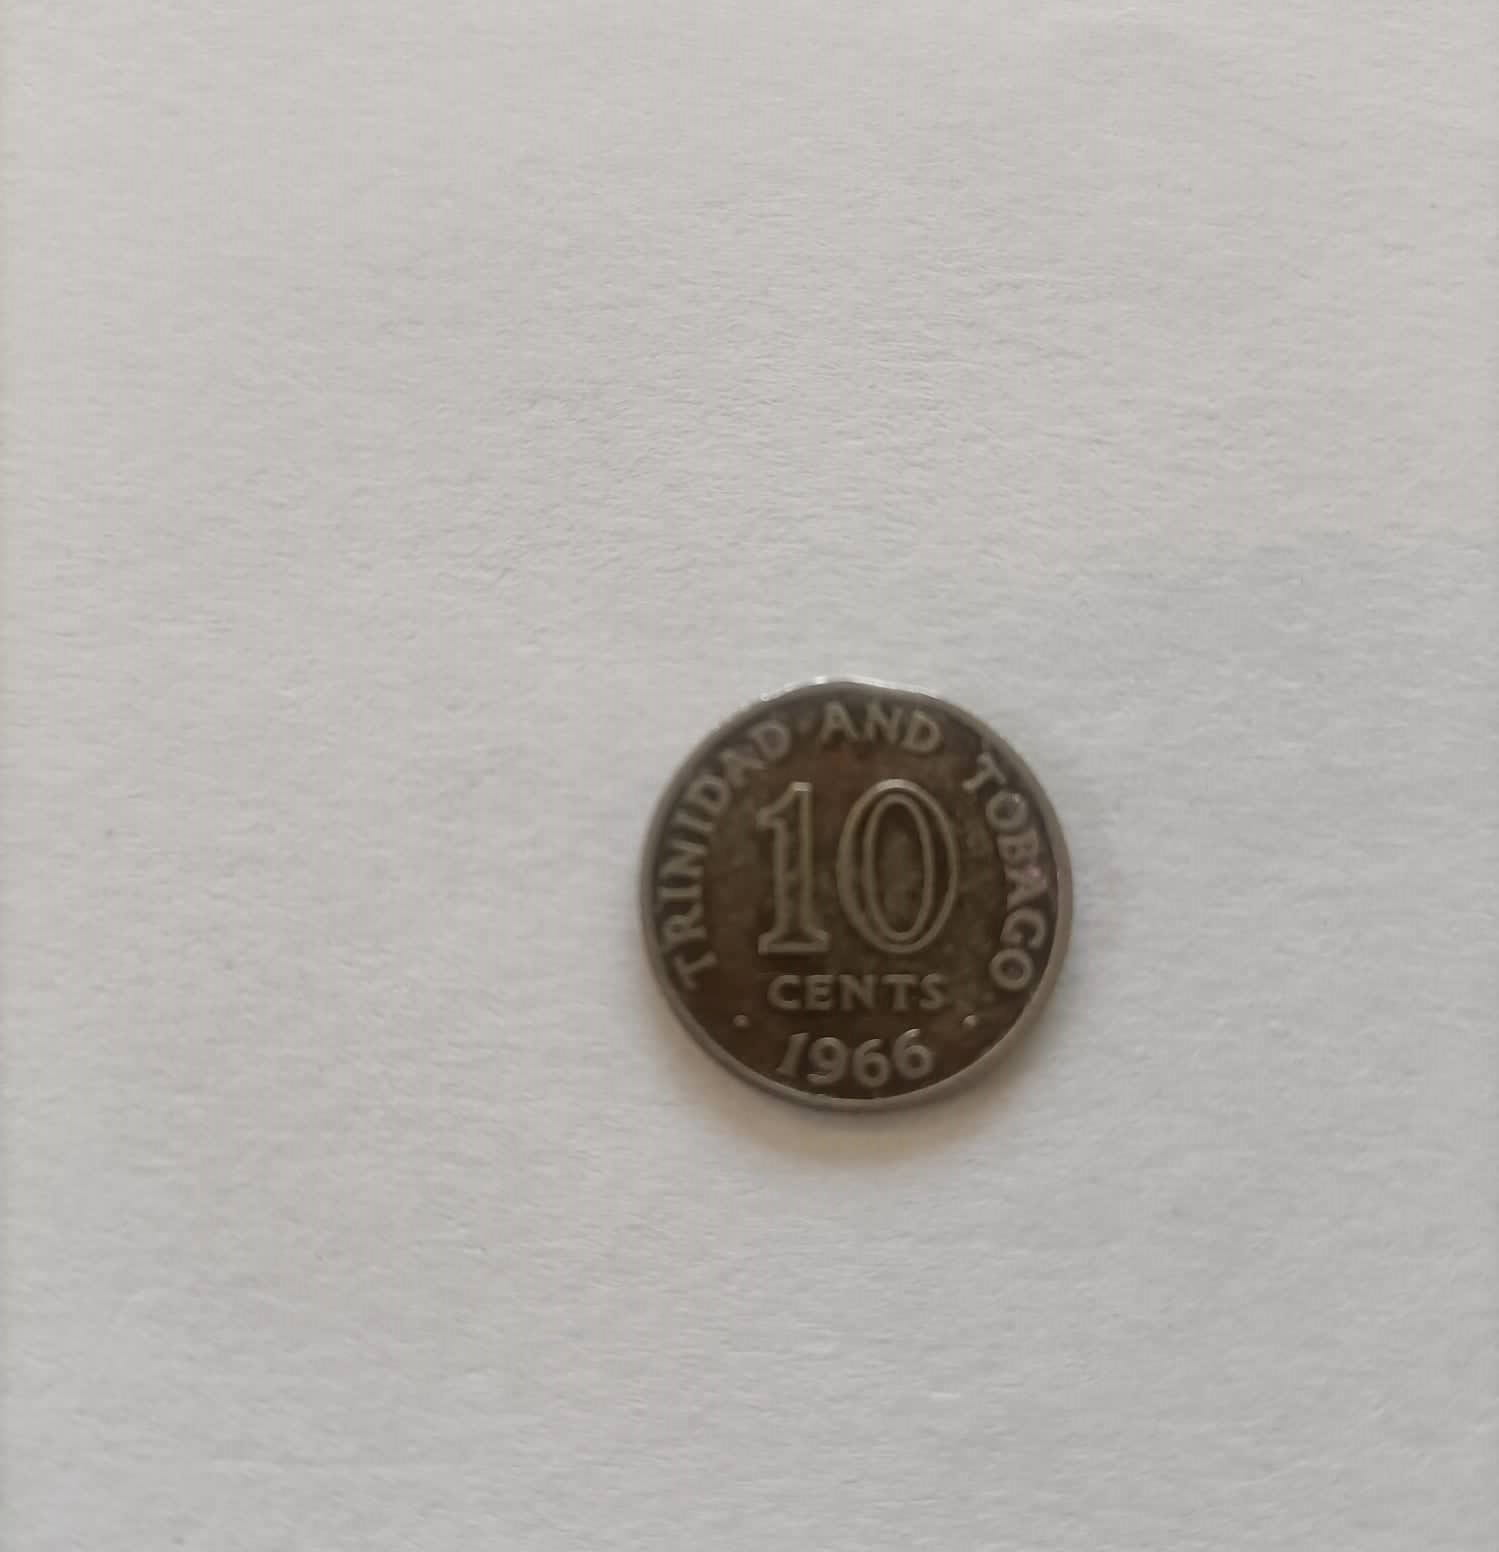 TRINIDAD AND TOBAGO
10
CENTS
1966